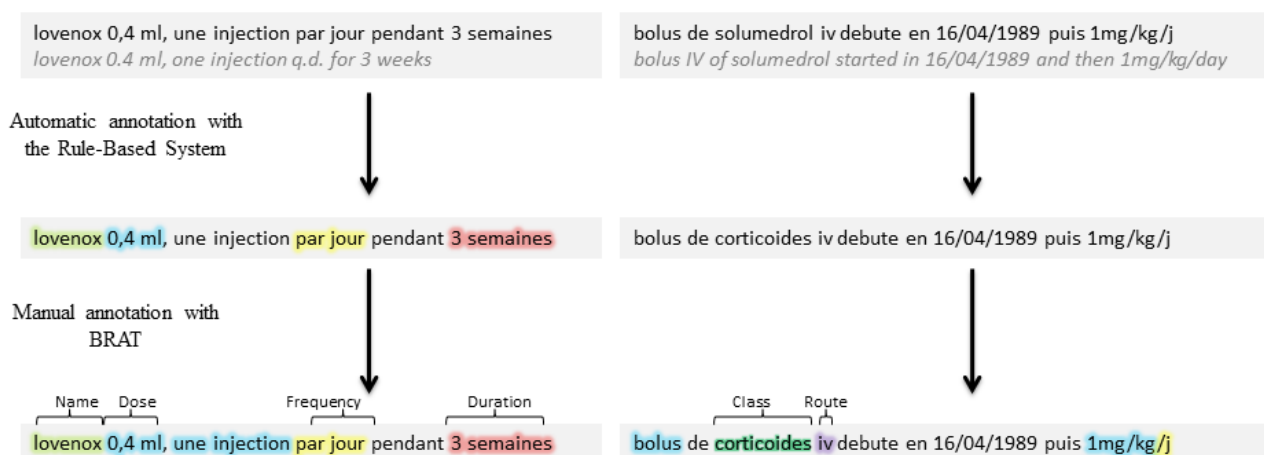 lovenox 0,4 ml, une injection par jour pendant 3 semaines
lovenox 0.4 ml, one injection q.d. for 3 weeks
bolus de solumedrol iv debute en 16/04/1989 puis 1mg/kg/j
bolus IV of solumedrol started in 16/04/1989 and then 1mg/kg/day
Automatic annotation with
the Rule-Based System
lovenox 0,4 ml, une injection par jour pendant 3 semaines
bolus de corticoides iv debute en 16/04/1989 puis 1mg/kg/j
Manual annotation with
BRAT
Name Dose Frequency Duration
lovenox 0,4 ml, une injection par jour pendant 3 semaines
Class Route
bolus de corticoides iv debute en 16/04/1989 puis 1mg/kg/j